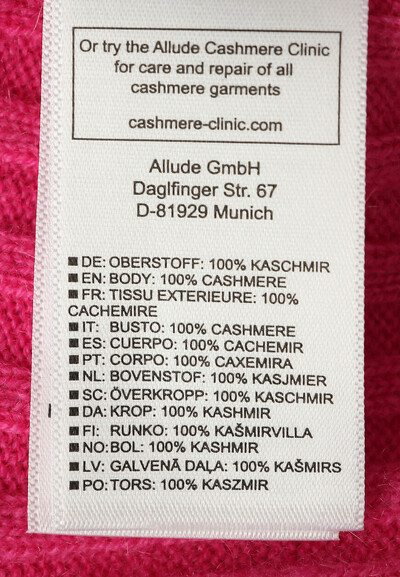 Or try the Allude Cashmere Clinic
for care and repair of all
cashmere garments
cashmere-clinic.com
Allude GmbH
Daglfinger Str. 67
D-81929 Munich
DE: OBERSTOFF: 100% KASCHMIR
EN: BODY: 100% CASHMERE
FR: TISSU EXTERIEURE: 100%
CACHEMIRE
IT: BUSTO: 100% CASHMERE
ES: CUERPO: 100% CACHEMIR
PT: CORPO: 100% CAXEMIRA
NL: BOVENSTOF: 100% KASJMIER
SC: ÖVERKROPP: 100% KASCHMIR
DA: KROP: 100% KASHMIR
FI: RUNKO: 100% KAŠMIRVILLA
NO: BOL: 100% KASHMIR
LV: GALVENĀ DAĻA: 100% KAŠMIRS
PO: TORS: 100% KASZMIR